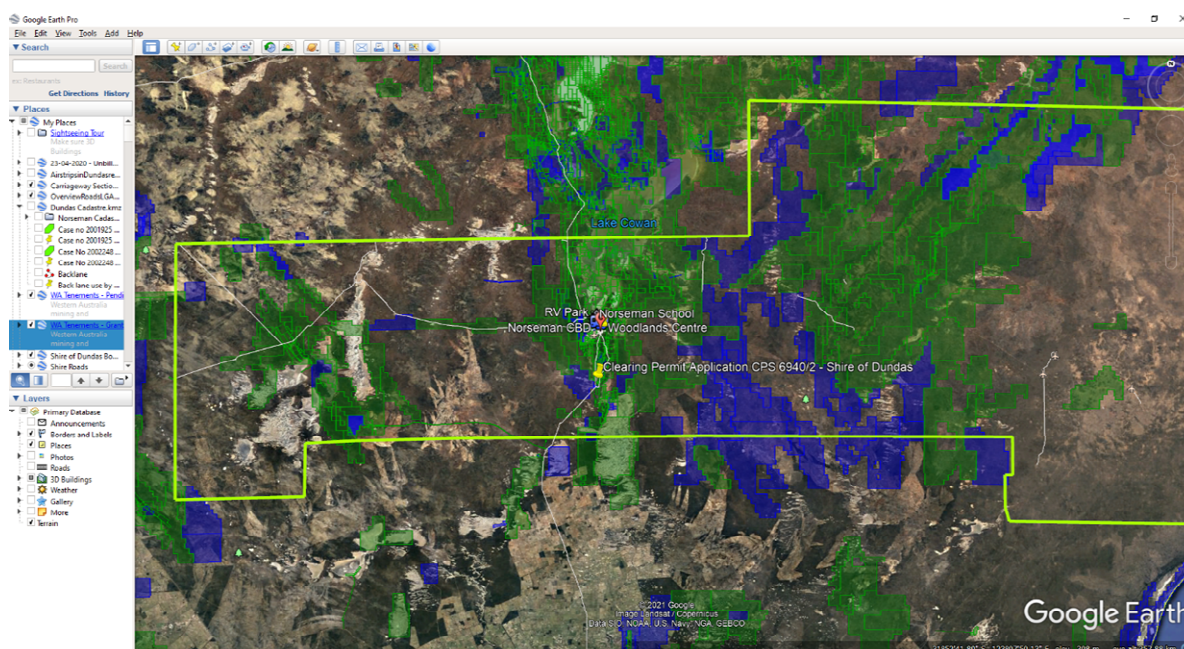 Google Earth Pro
File Edit View Tools Add Help
Search
Search
ex: Restaurants
Get Directions History
Places
My Places
Sightseeing Tour
Make sure 3D
Buildings
23-04-2020 - Unbill...
AirstripsinDundasre...
Carriageway Sectio...
OverviewRoadsLGA...
Dundas Cadastre.kmz
Norseman Cadas...
Case no 2001925 ...
Case no 2001925 ...
Case No 2002248 ...
Case No 2002248 ...
Backlane
Back lane use by ...
WA Tenements - Pendi
Western Australia
mining and
WA Tenements - Grant
Western Australia
mining and
Shire of Dundas Bo...
Shire Roads
Layers
Primary Database
Announcements
Borders and Labels
Places
Photos
Roads
3D Buildings
Weather
Gallery
More
Terrain
Lake Cowan
RV Park
Norseman School
Norseman CBD
Woodlands Centre
Clearing Permit Application CPS 6940/2 - Shire of Dundas
2021 Google
Image Landsat / Copernicus
Data SIO, NOAA, U.S. Navy, NGA, GEBCO
Google Earth